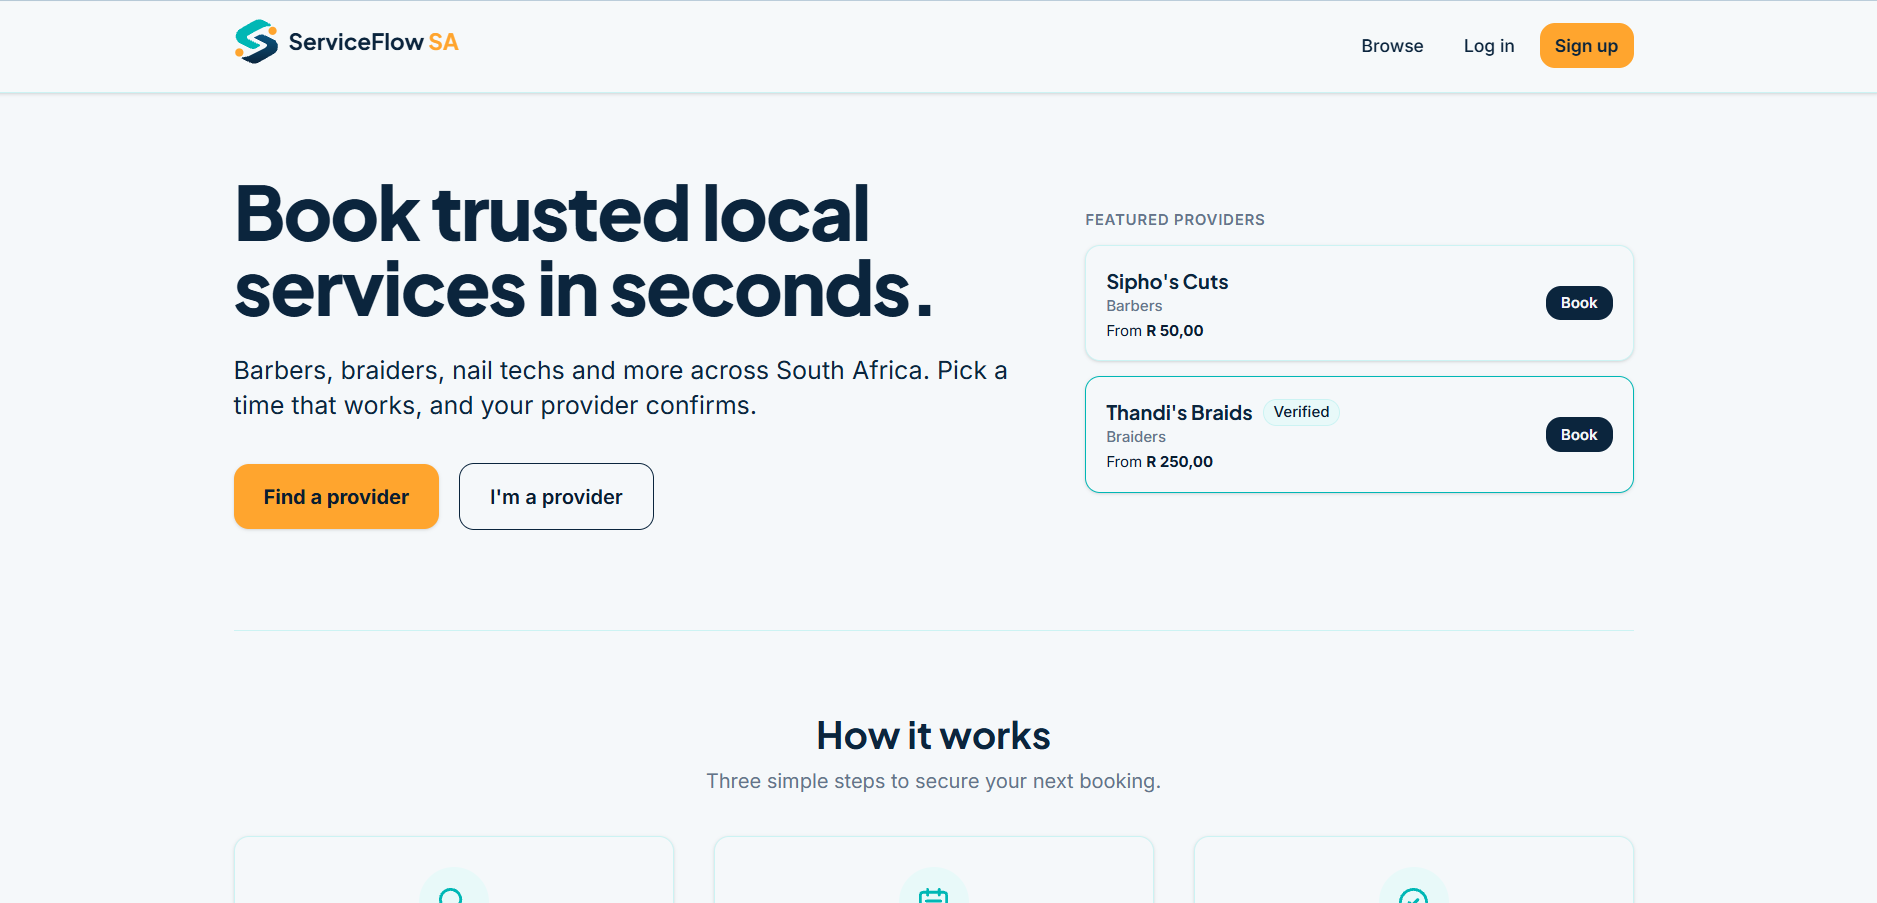 ServiceFlow SA
Browse
Log in
Sign up
Book trusted local
services in seconds.
Barbers, braiders, nail techs and more across South Africa. Pick a
time that works, and your provider confirms.
Find a provider
I'm a provider
FEATURED PROVIDERS
Sipho's Cuts
Barbers
From R 50,00
Book
Thandi's Braids
Verified
Braiders
From R 250,00
Book
How it works
Three simple steps to secure your next booking.